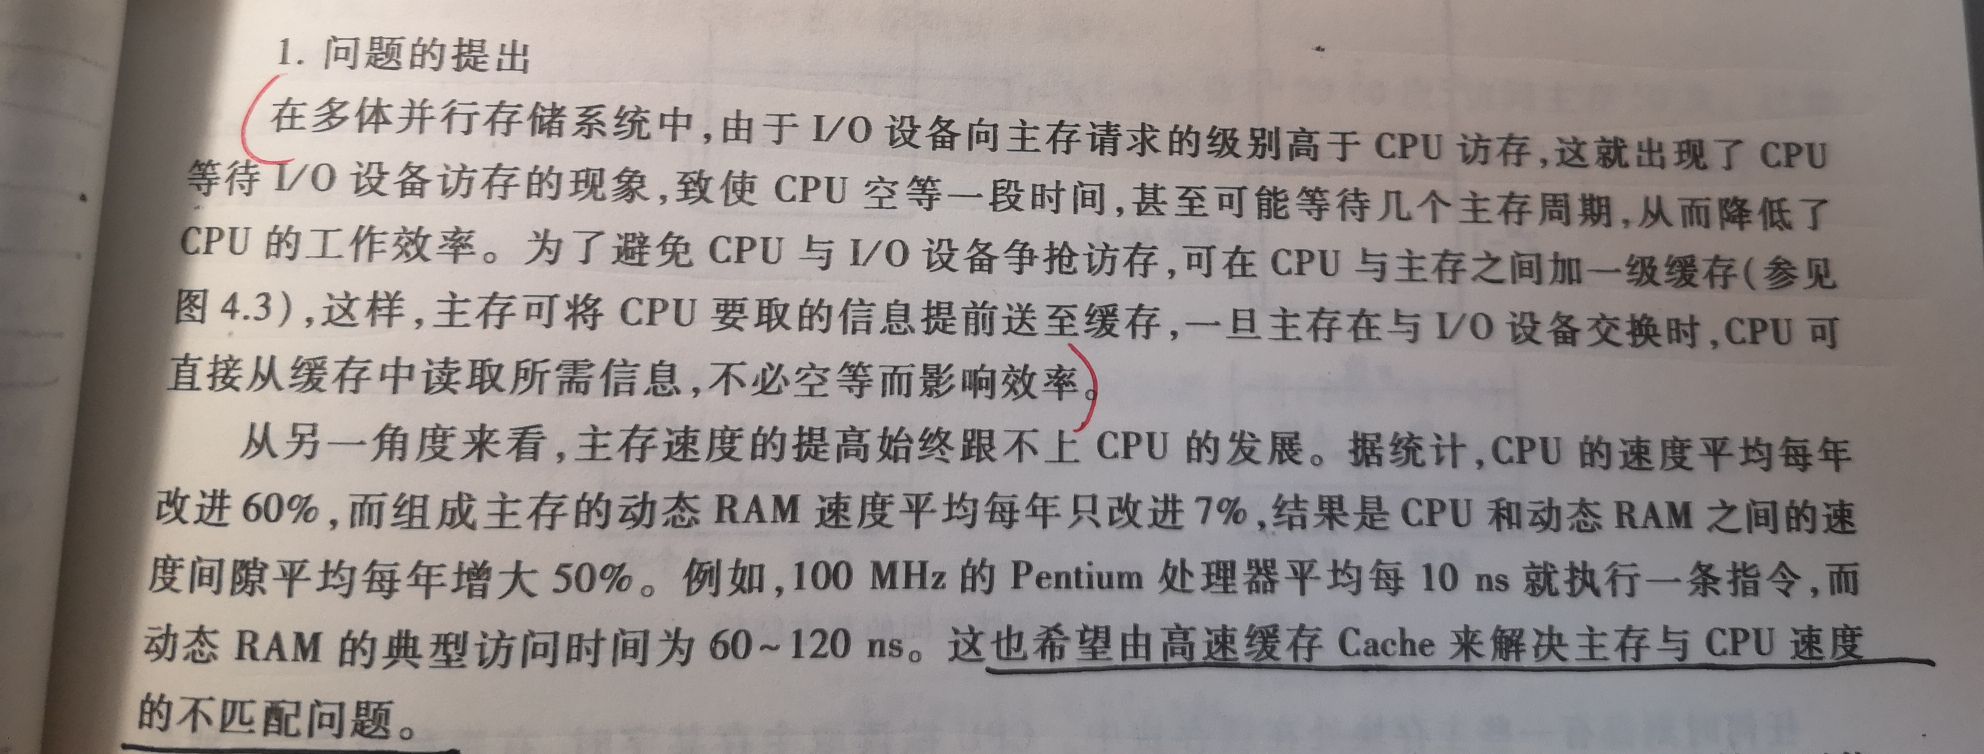 1. 问题的提出
在多体并行存储系统中,由于 I/O 设备向主存请求的级别高于 CPU 访存,这就出现了 CPU
等待 I/O 设备访存的现象,致使 CPU 空等一段时间,甚至可能等待几个主存周期,从而降低了
CPU 的工作效率。为了避免 CPU 与 I/O 设备争抢访存,可在 CPU 与主存之间加一级缓存(参见
图 4.3),这样,主存可将 CPU 要取的信息提前送至缓存,一旦主存在与 I/O 设备交换时,CPU 可
直接从缓存中读取所需信息,不必空等而影响效率。
从另一角度来看,主存速度的提高始终跟不上 CPU 的发展。据统计,CPU 的速度平均每年
改进 60%,而组成主存的动态 RAM 速度平均每年只改进 7%,结果是 CPU 和动态 RAM 之间的速
度间隙平均每年增大 50%。例如,100 MHz 的 Pentium 处理器平均每 10 ns 就执行一条指令,而
动态 RAM 的典型访问时间为 60~120 ns。这也希望由高速缓存 Cache 来解决主存与 CPU 速度
的不匹配问题。